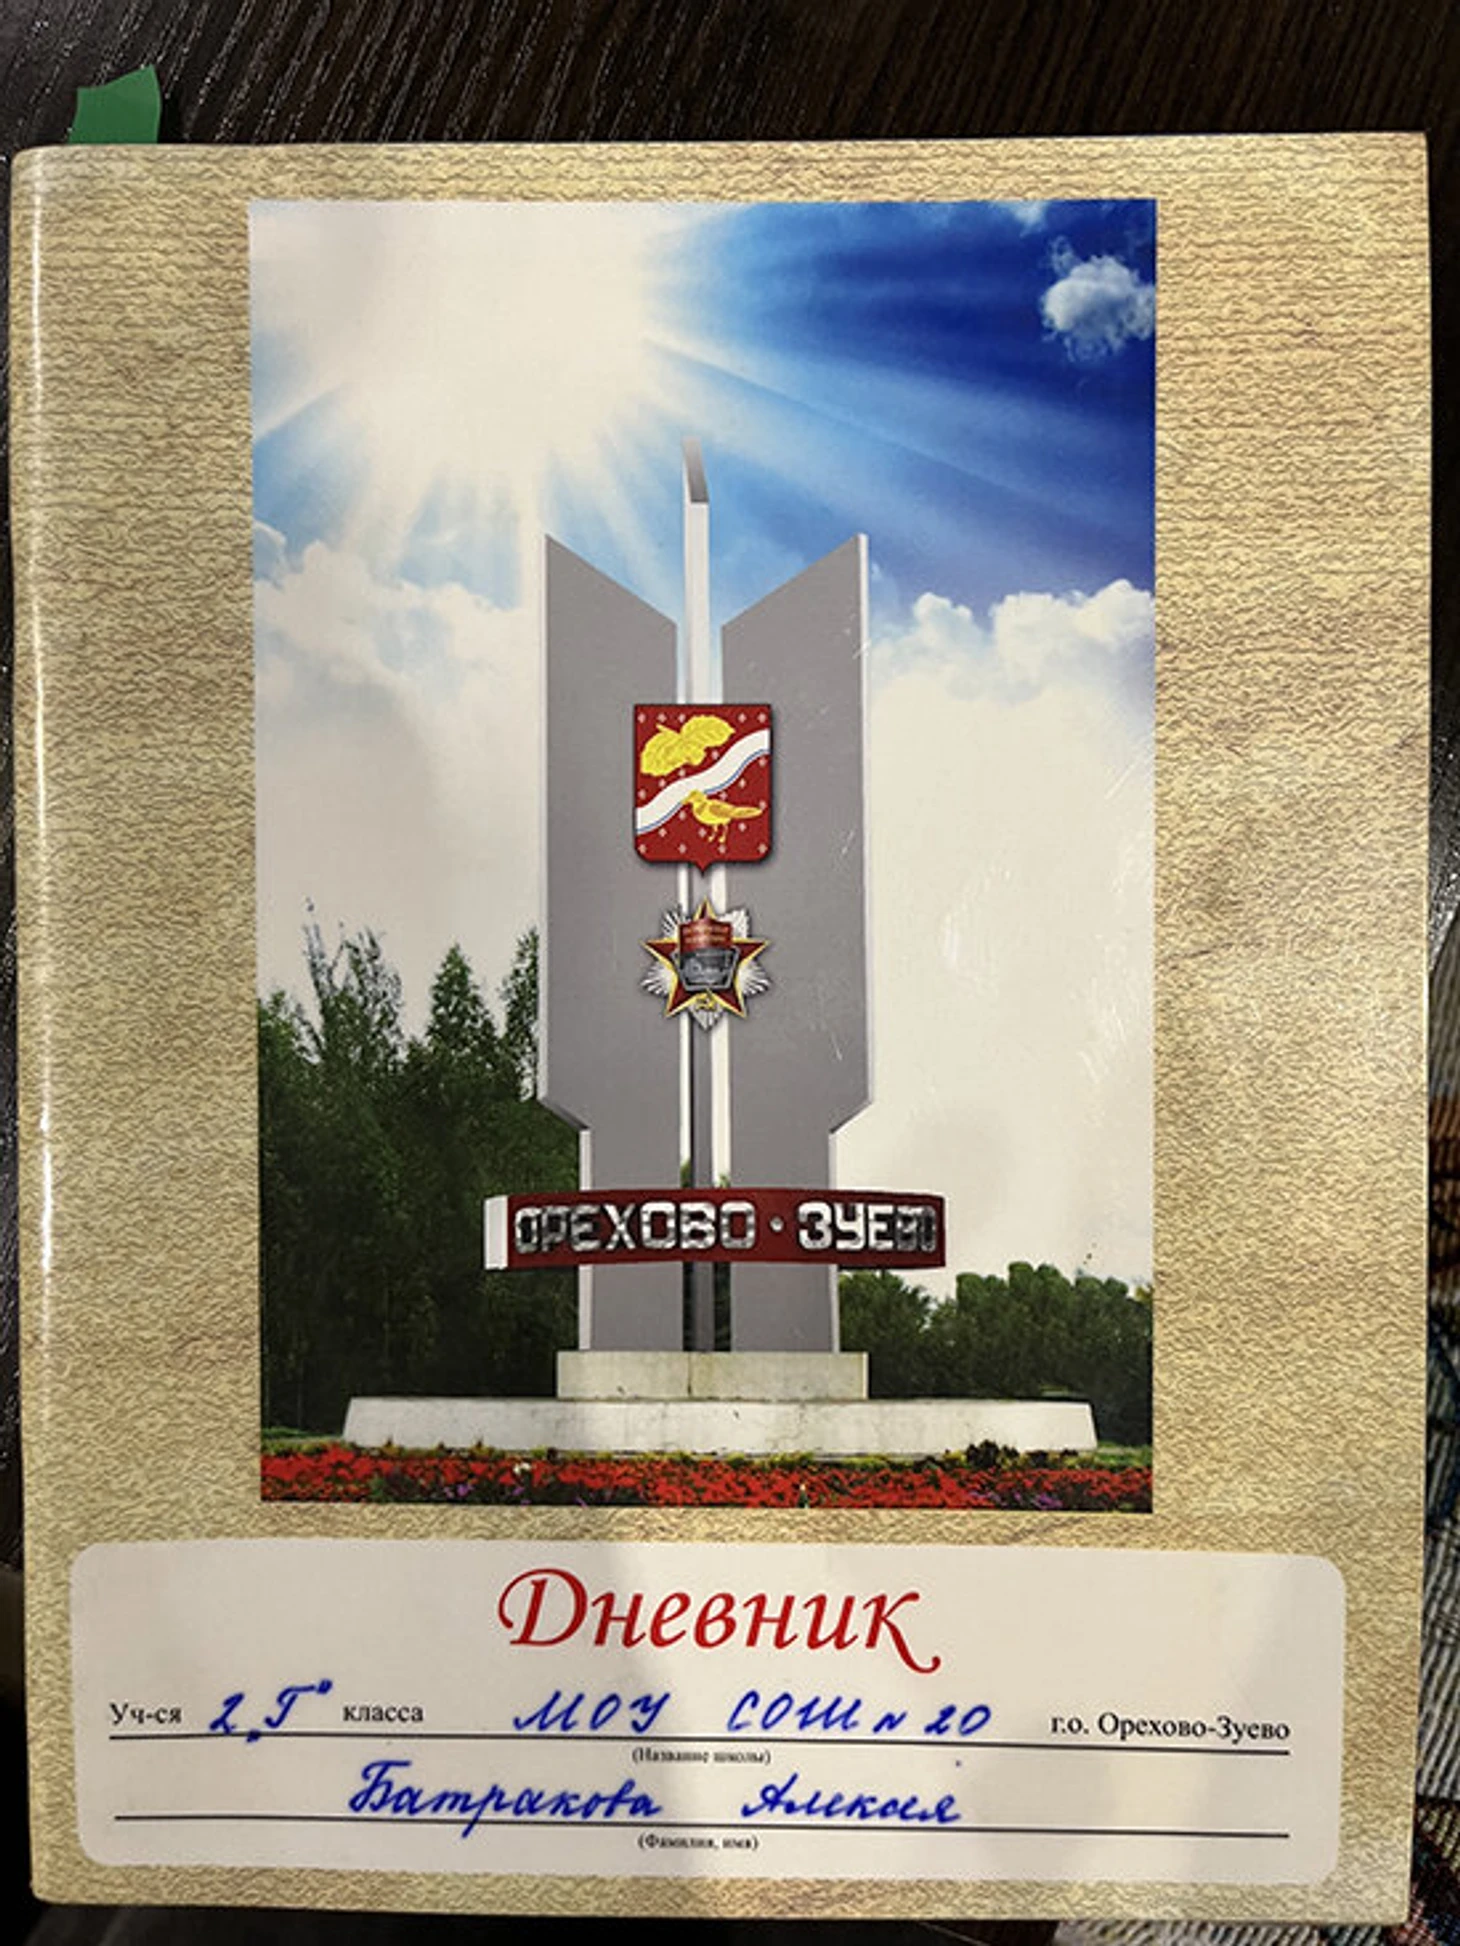 ОРЕХОВО · ЗУЕВО
Дневник
Уч-ся 2 „Г" класса МОУ СОШ № 20 г.о. Орехово-Зуево
(Название школы)
Батракова Алексея
(Фамилия, имя)